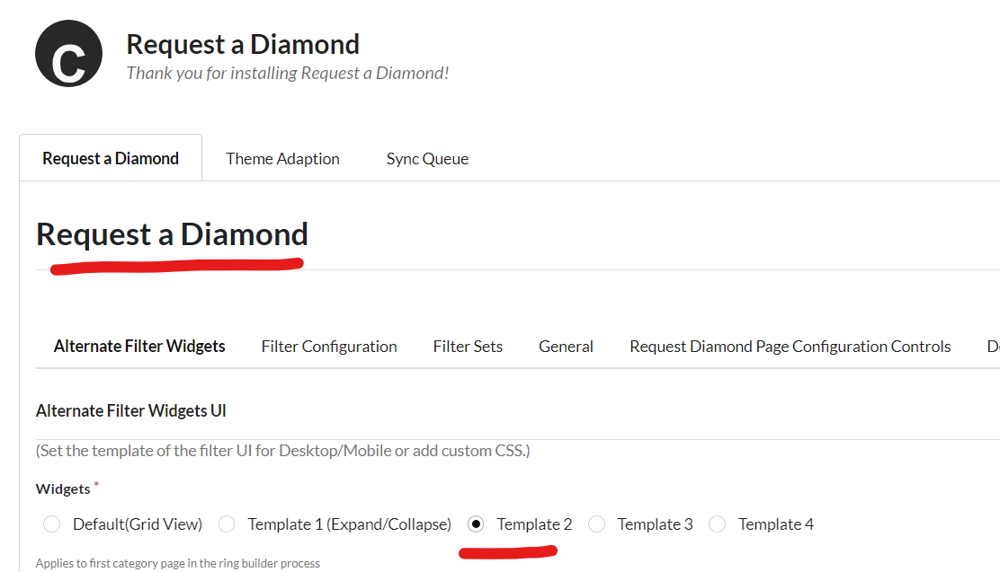 C
Request a Diamond
Thank you for installing Request a Diamond!
Request a Diamond Theme Adaption Sync Queue
Request a Diamond
Alternate Filter Widgets Filter Configuration Filter Sets General Request Diamond Page Configuration Controls
Alternate Filter Widgets UI
(Set the template of the filter UI for Desktop/Mobile or add custom CSS.)
Widgets *
Default(Grid View) Template 1 (Expand/Collapse) Template 2 Template 3 Template 4
Applies to first category page in the ring builder process